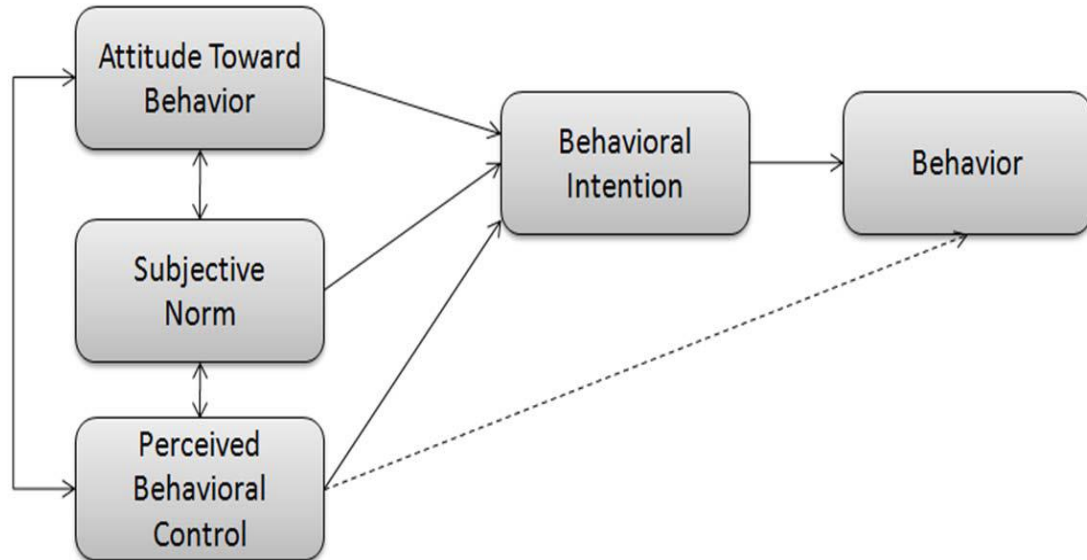 Attitude Toward
Behavior
Subjective
Norm
Perceived
Behavioral
Control
Behavioral
Intention
Behavior